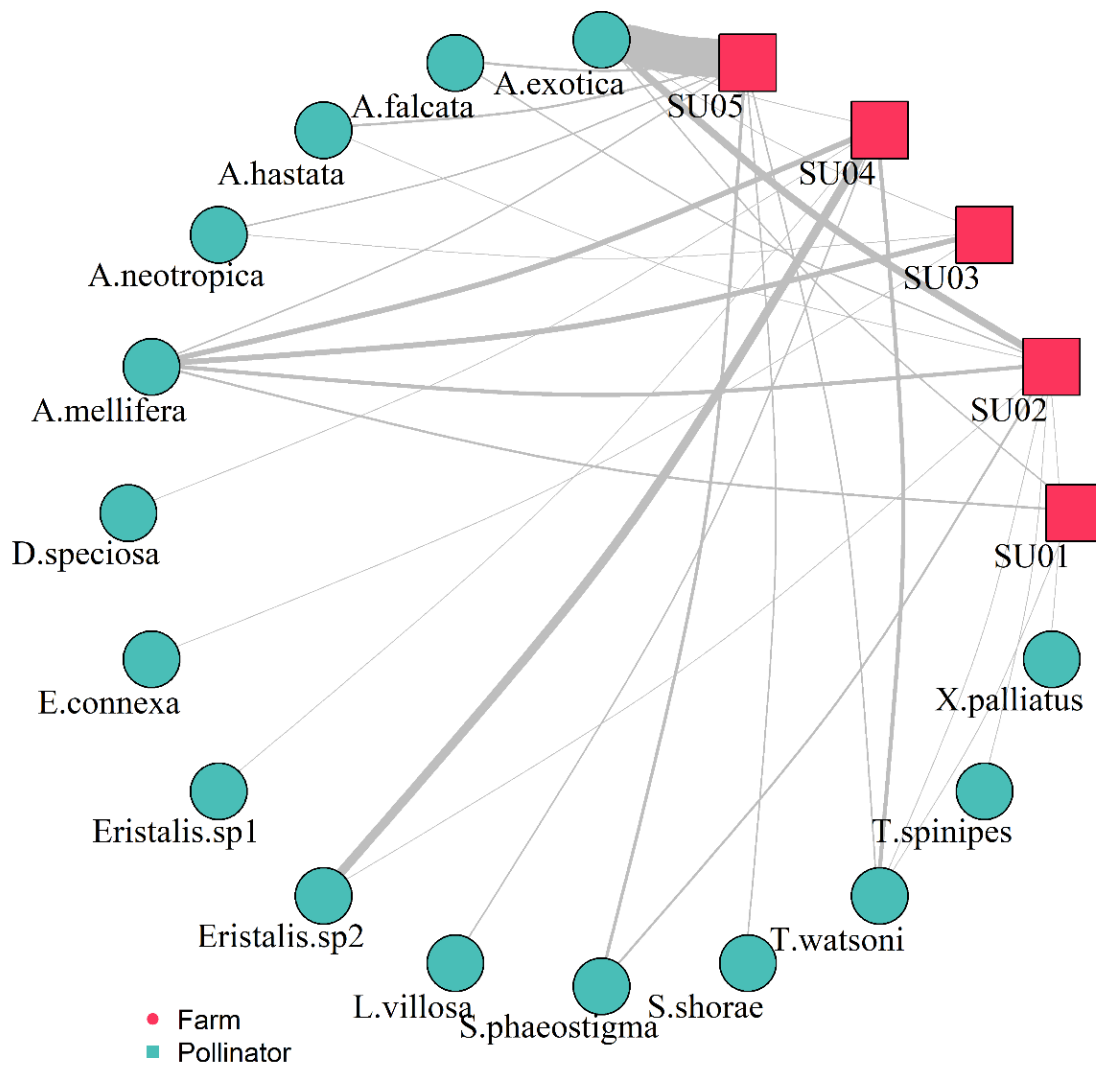 A.exotica
SU05
A.falcata
SU04
A.hastata
SU03
A.neotropica
SU02
A.mellifera
SU01
D.speciosa
X.palliatus
E.connexa
T.spinipes
Eristalis.sp1
T.watsoni
Eristalis.sp2
S.shorae
L.villosa
S.phaeostigma
Farm
Pollinator